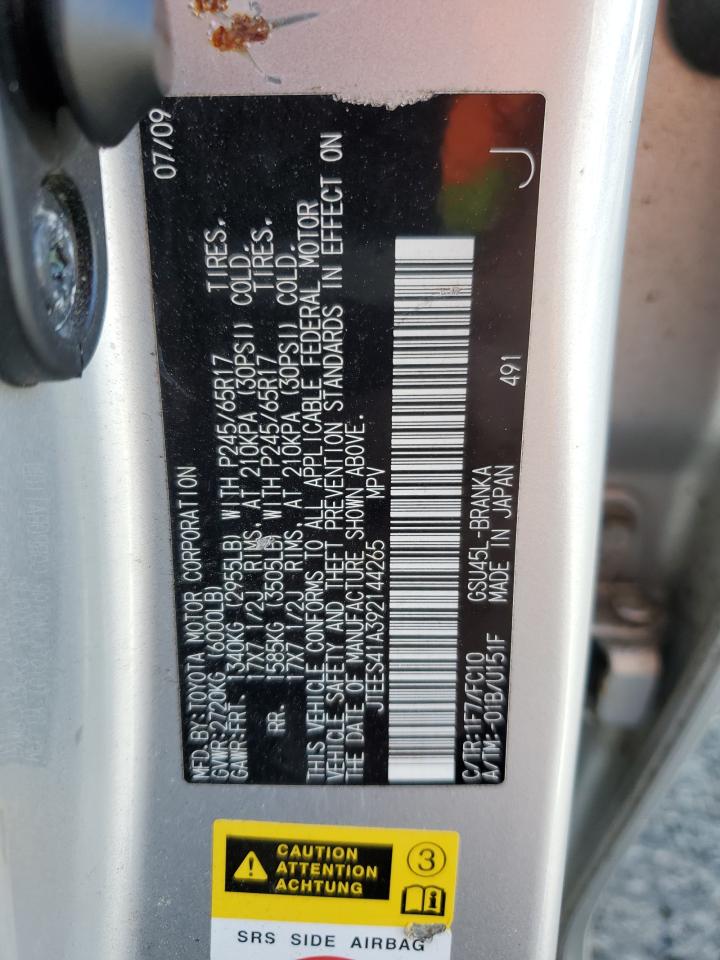 MFD. BY: TOYOTA MOTOR CORPORATION 07/09
GVWR: 2720KG (6000LB)
GAWR: FRT. 1340KG (2955LB) WITH P245/65R17 TIRES.
17X7 1/2J RIMS. AT 210KPA (30PSI) COLD.
RR. 1585KG (3505LB) WITH P245/65R17 TIRES.
17X7 1/2J RIMS. AT 210KPA (30PSI) COLD.
THIS VEHICLE CONFORMS TO ALL APPLICABLE FEDERAL MOTOR
VEHICLE SAFETY AND THEFT PREVENTION STANDARDS IN EFFECT ON
THE DATE OF MANUFACTURE SHOWN ABOVE.
JTEES41A392144265 MPV
C/TR: 1F7/FC10 GSU45L-BRANKA 491
A/TM: -01B/U151F MADE IN JAPAN J
CAUTION
ATTENTION
ACHTUNG
3
SRS SIDE AIRBAG